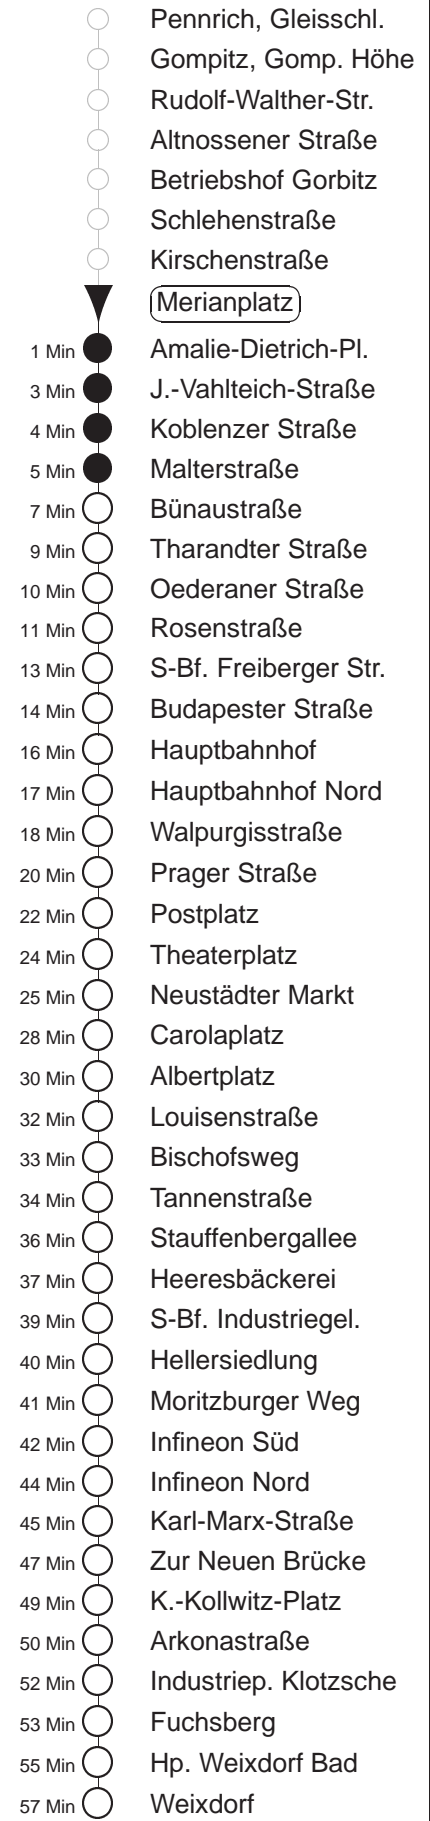 Pennrich, Gleisschl.
Gompitz, Gomp. Höhe
Rudolf-Walther-Str.
Altnossener Straße
Betriebshof Gorbitz
Schlehenstraße
Kirschenstraße
Merianplatz
1 Min Amalie-Dietrich-Pl.
3 Min J.-Vahlteich-Straße
4 Min Koblenzer Straße
5 Min Malterstraße
7 Min Bünaustraße
9 Min Tharandter Straße
10 Min Oederaner Straße
11 Min Rosenstraße
13 Min S-Bf. Freiberger Str.
14 Min Budapester Straße
16 Min Hauptbahnhof
17 Min Hauptbahnhof Nord
18 Min Walpurgisstraße
20 Min Prager Straße
22 Min Postplatz
24 Min Theaterplatz
25 Min Neustädter Markt
28 Min Carolaplatz
30 Min Albertplatz
32 Min Louisenstraße
33 Min Bischofsweg
34 Min Tannenstraße
36 Min Stauffenbergallee
37 Min Heeresbäckerei
39 Min S-Bf. Industriegel.
40 Min Hellersiedlung
41 Min Moritzburger Weg
42 Min Infineon Süd
44 Min Infineon Nord
45 Min Karl-Marx-Straße
47 Min Zur Neuen Brücke
49 Min K.-Kollwitz-Platz
50 Min Arkonastraße
52 Min Industriep. Klotzsche
53 Min Fuchsberg
55 Min Hp. Weixdorf Bad
57 Min Weixdorf